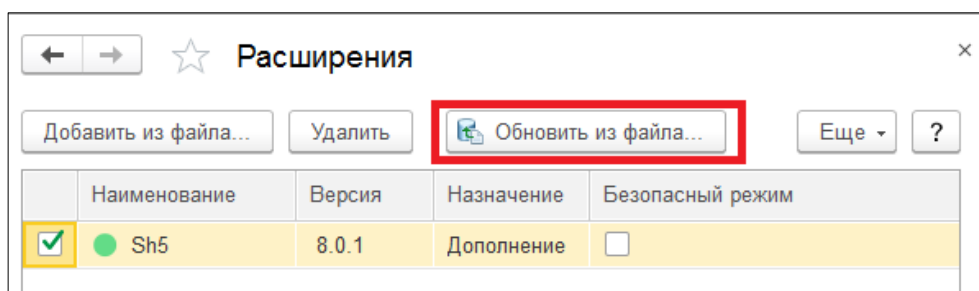 Расширения
Добавить из файла... Удалить Обновить из файла... Еще ?
Наименование Версия Назначение Безопасный режим
Sh5 8.0.1 Дополнение